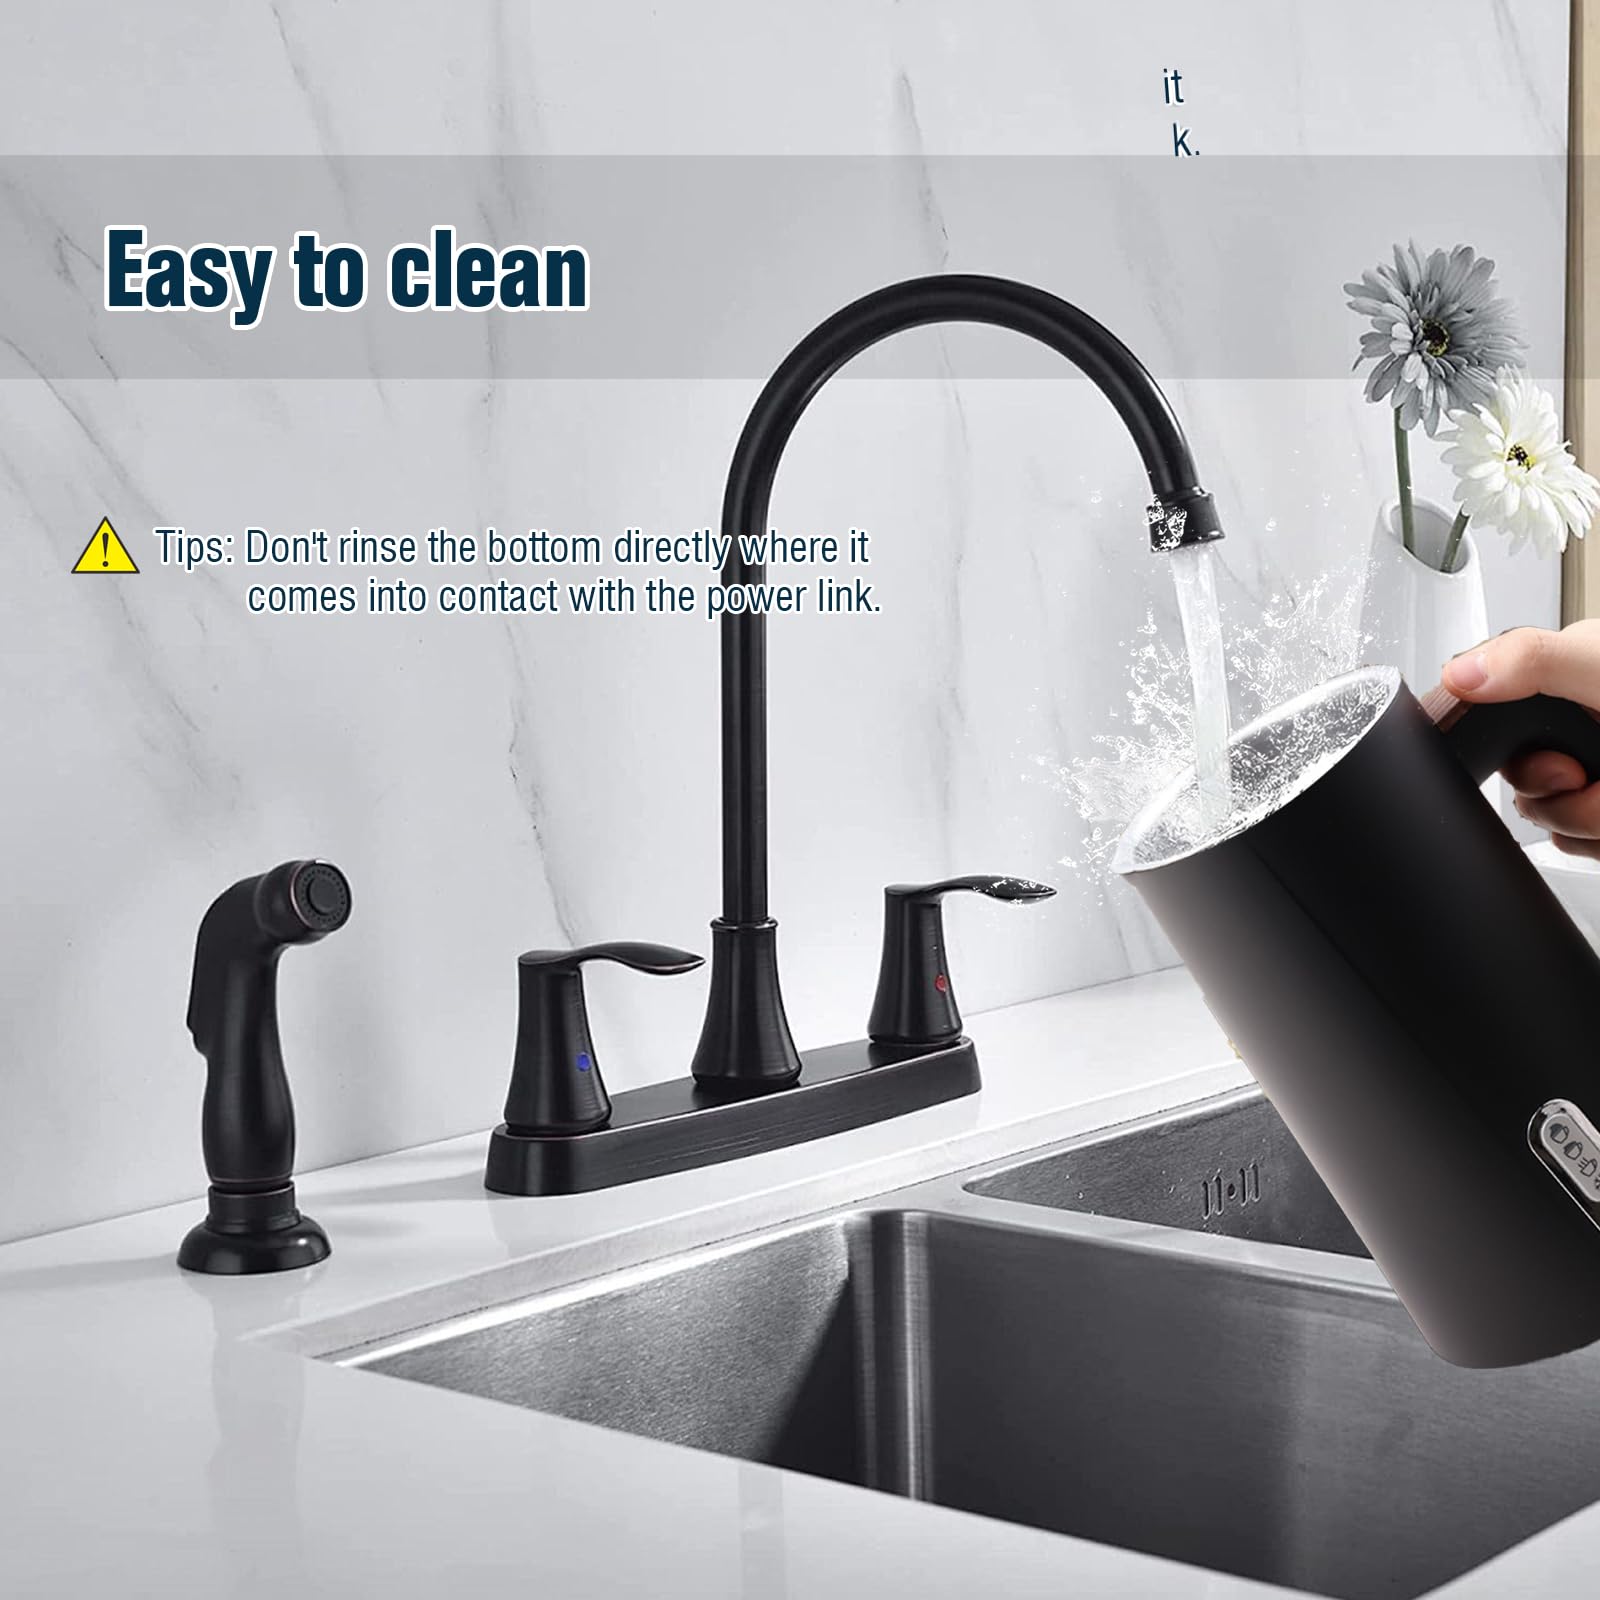 it
k.
Easy to clean
Tips: Don't rinse the bottom directly where it
comes into contact with the power link.